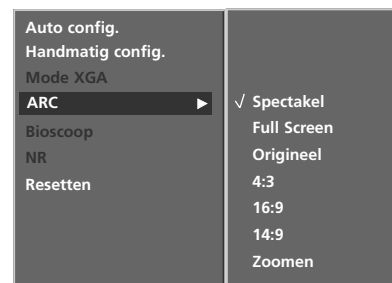 Auto config.
Handmatig config.
Mode XGA
ARC
Bioscoop
NR
Resetten
√ Spectakel
Full Screen
Origineel
4:3
16:9
14:9
Zoomen